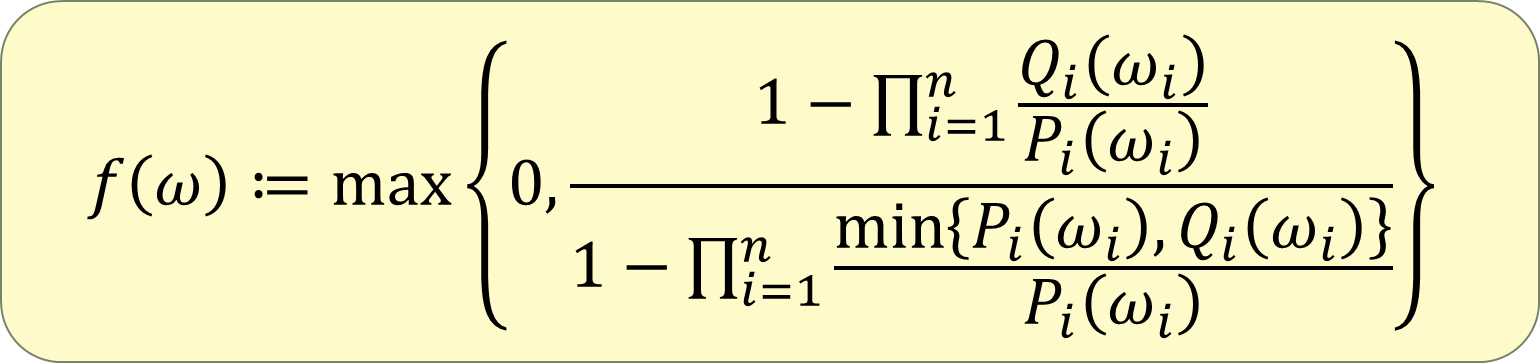 f(ω) ≔ max{0, (1 − ∏_{i=1}^{n} Q_i(ω_i)/P_i(ω_i)) / (1 − ∏_{i=1}^{n} min{P_i(ω_i), Q_i(ω_i)}/P_i(ω_i))}